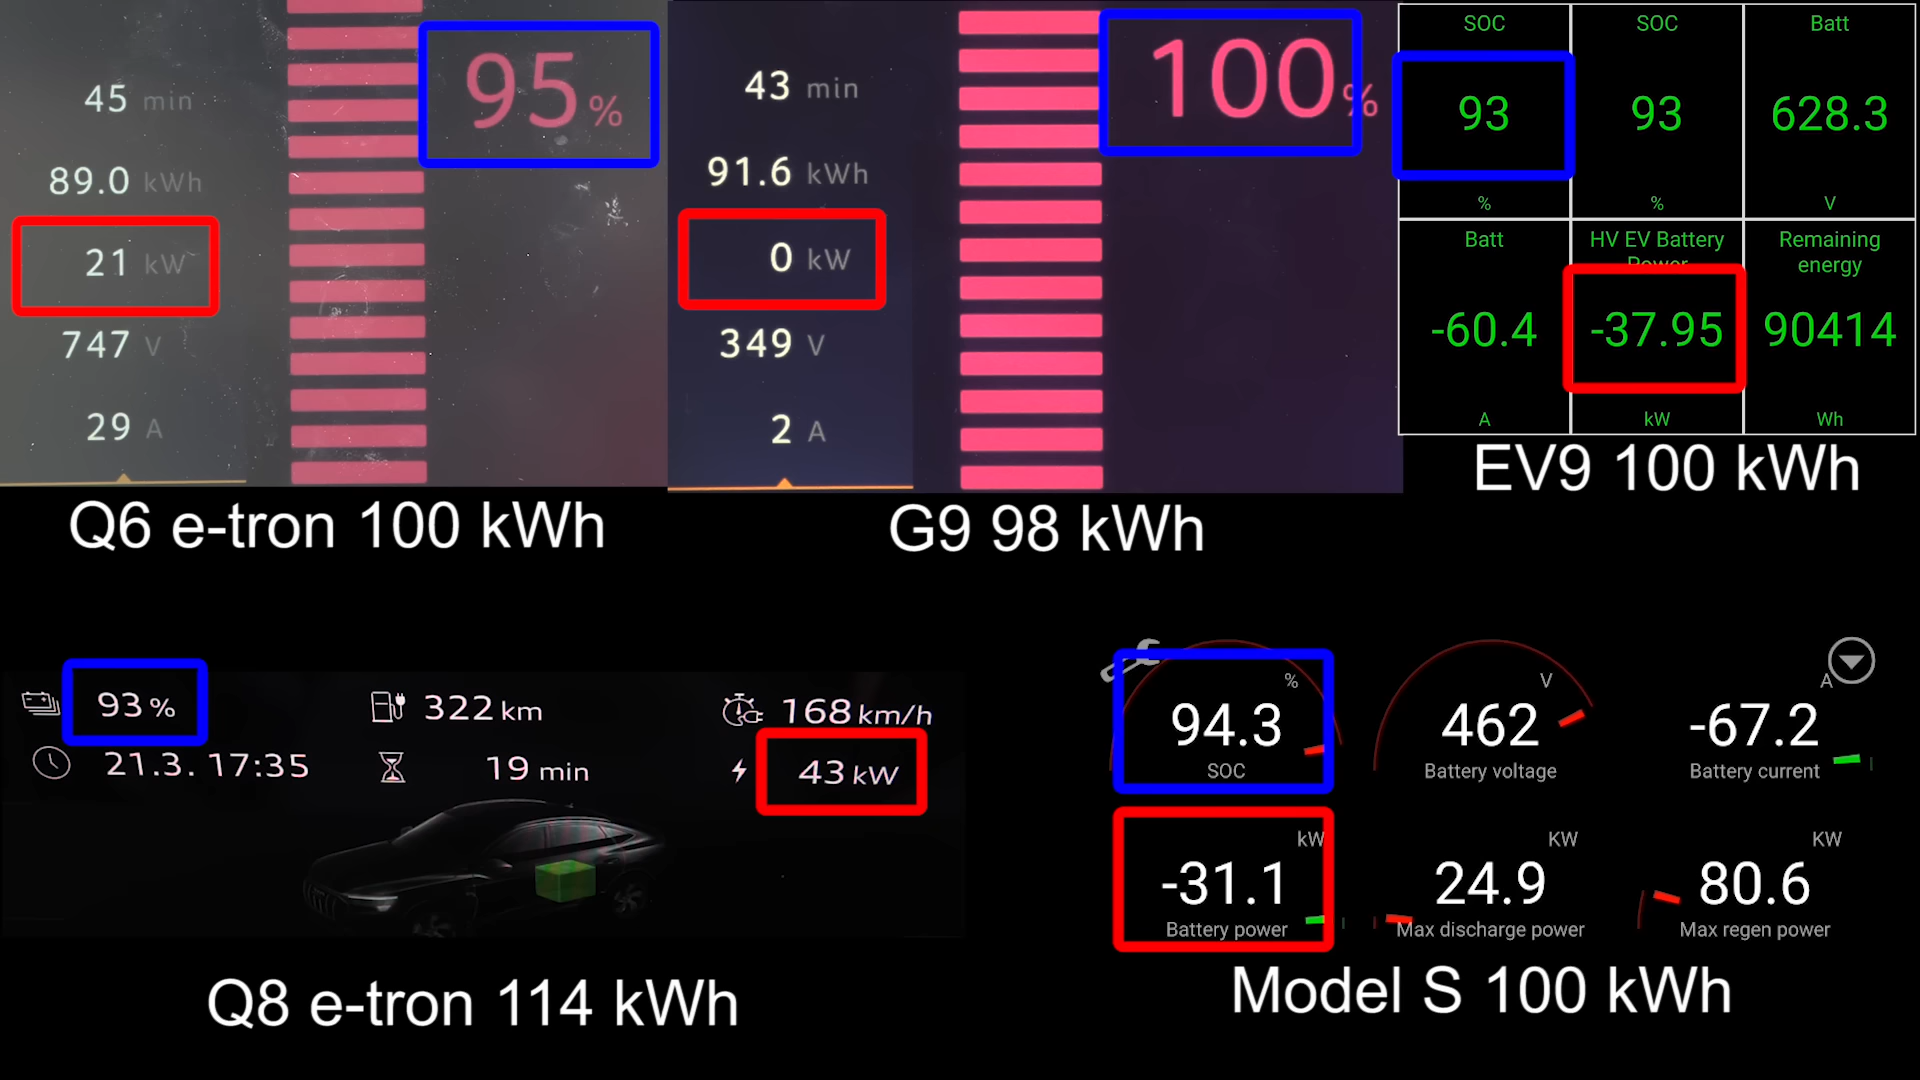 45 min
89.0 kWh
21 kW
747 V
29 A
95%
Q6 e-tron 100 kWh
43 min
91.6 kWh
0 kW
349 V
2 A
100%
G9 98 kWh
SOC
93
%
SOC
93
%
Batt
628.3
V
Batt
-60.4
A
HV EV Battery
Power
-37.95
kW
Remaining
energy
90414
Wh
EV9 100 kWh
93%
322 km
168 km/h
21.3. 17:35
19 min
43 kW
Q8 e-tron 114 kWh
%
94.3
SOC
V
462
Battery voltage
A
-67.2
Battery current
kW
-31.1
Battery power
KW
24.9
Max discharge power
KW
80.6
Max regen power
Model S 100 kWh